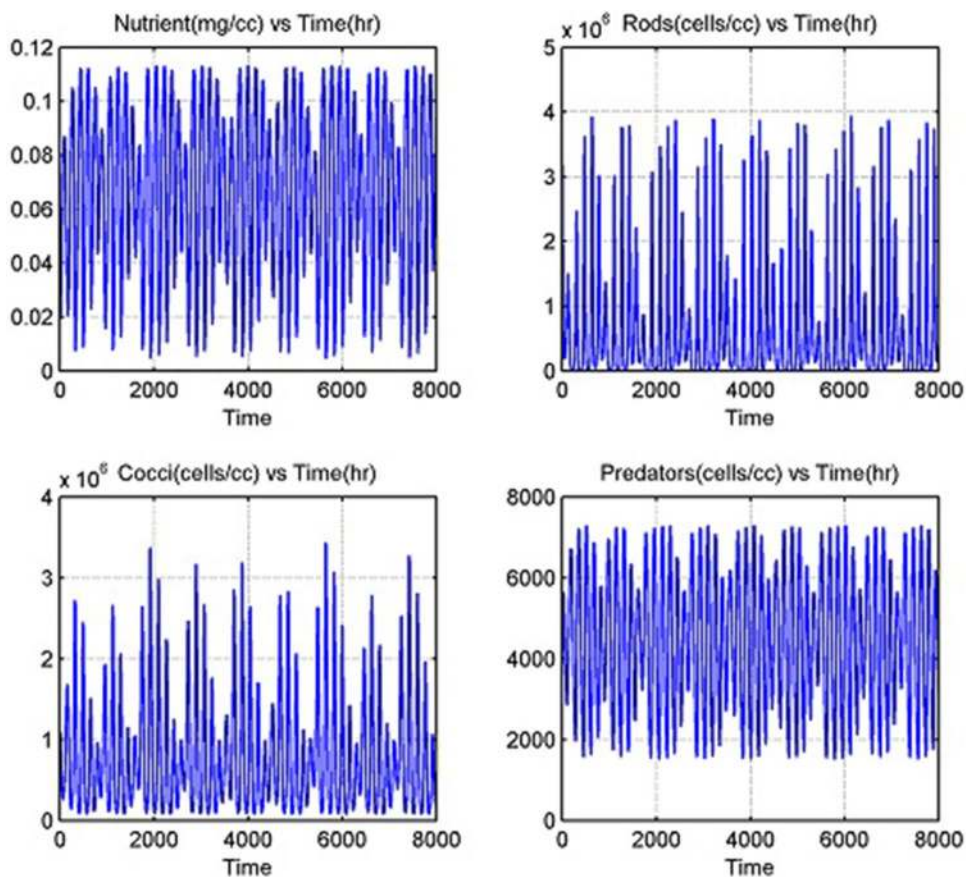 Nutrient(mg/cc) vs Time(hr)
0.12
0.1
0.08
0.06
0.04
0.02
0
0 2000 4000 6000 8000
Time
x 10⁶ Rods(cells/cc) vs Time(hr)
5
4
3
2
1
0
0 2000 4000 6000 8000
Time
x 10⁶ Cocci(cells/cc) vs Time(hr)
4
3
2
1
0
0 2000 4000 6000 8000
Time
Predators(cells/cc) vs Time(hr)
8000
6000
4000
2000
0
0 2000 4000 6000 8000
Time